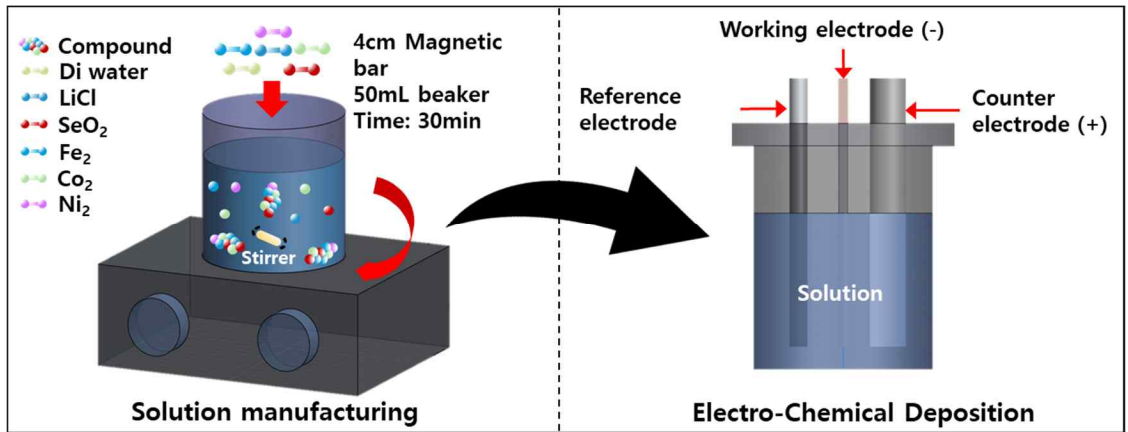 Compound
Di water
LiCl
SeO₂
Fe₂
Co₂
Ni₂
4cm Magnetic
bar
50mL beaker
Time: 30min
Stirrer
Solution manufacturing
Working electrode (-)
Reference
electrode
Counter
electrode (+)
Solution
Electro-Chemical Deposition